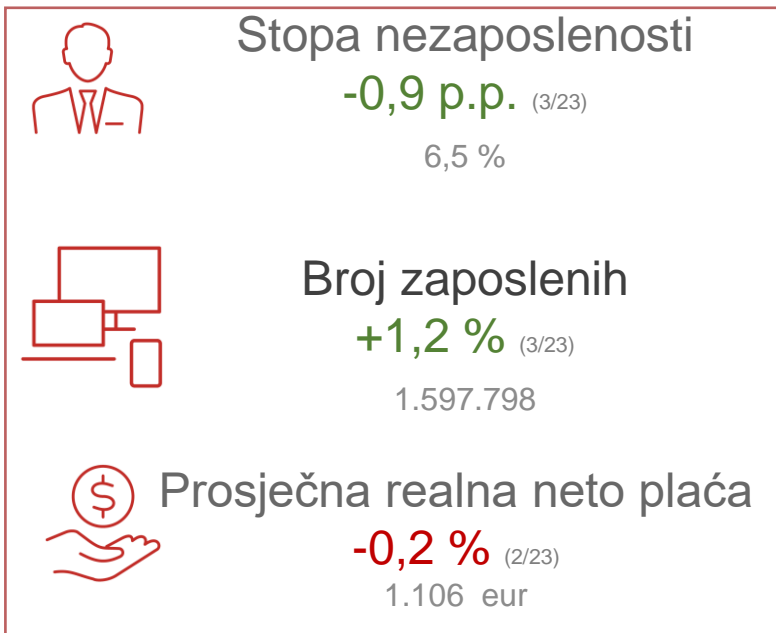 Stopa nezaposlenosti
-0,9 p.p. (3/23)
6,5 %
Broj zaposlenih
+1,2 % (3/23)
1.597.798
$
Prosječna realna neto plaća
-0,2 % (2/23)
1.106 eur